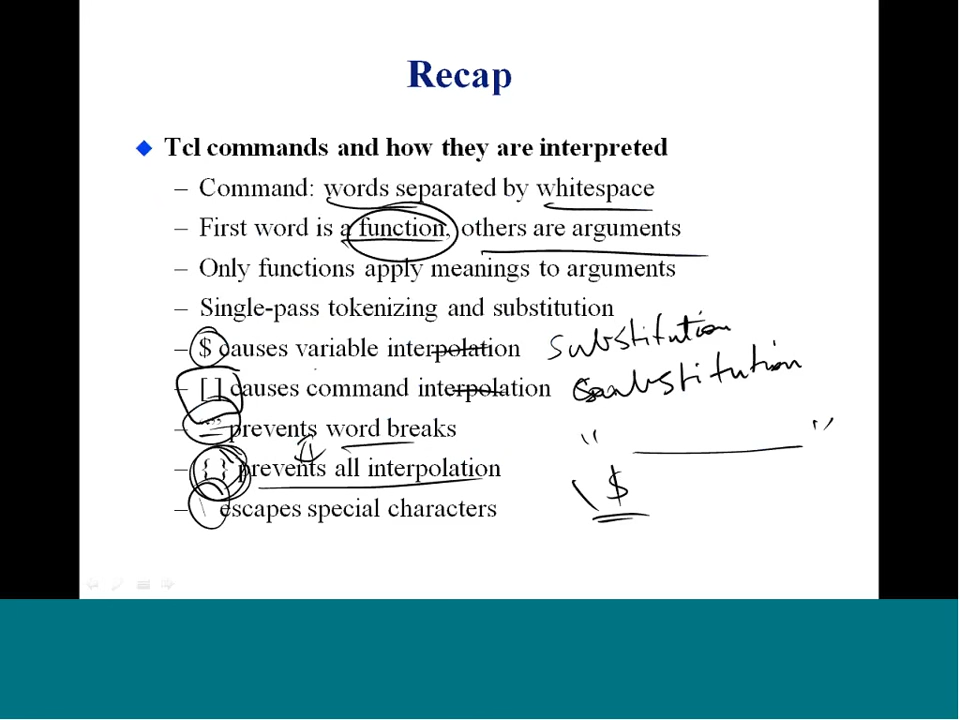 Recap
Tcl commands and how they are interpreted
– Command: words separated by whitespace
– First word is a function, others are arguments
– Only functions apply meanings to arguments
– Single-pass tokenizing and substitution
– $ causes variable interpolation substitution
– [ ] causes command interpolation substitution
– “” prevents word breaks “ ”
– { } prevents all interpolation
– \ escapes special characters \$